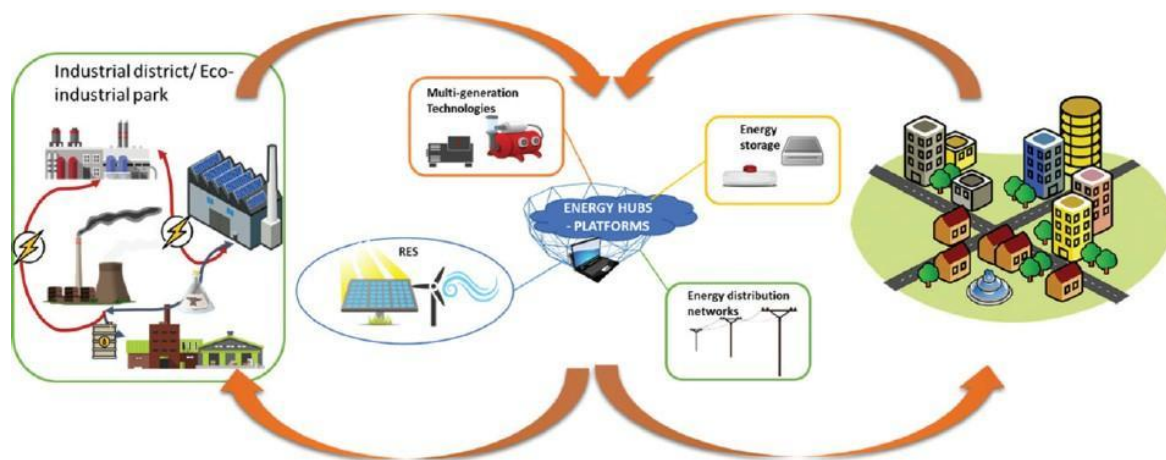 Industrial district/ Eco-
industrial park
Multi-generation
Technologies
Energy
storage
ENERGY HUBS
- PLATFORMS
RES
Energy distribution
networks